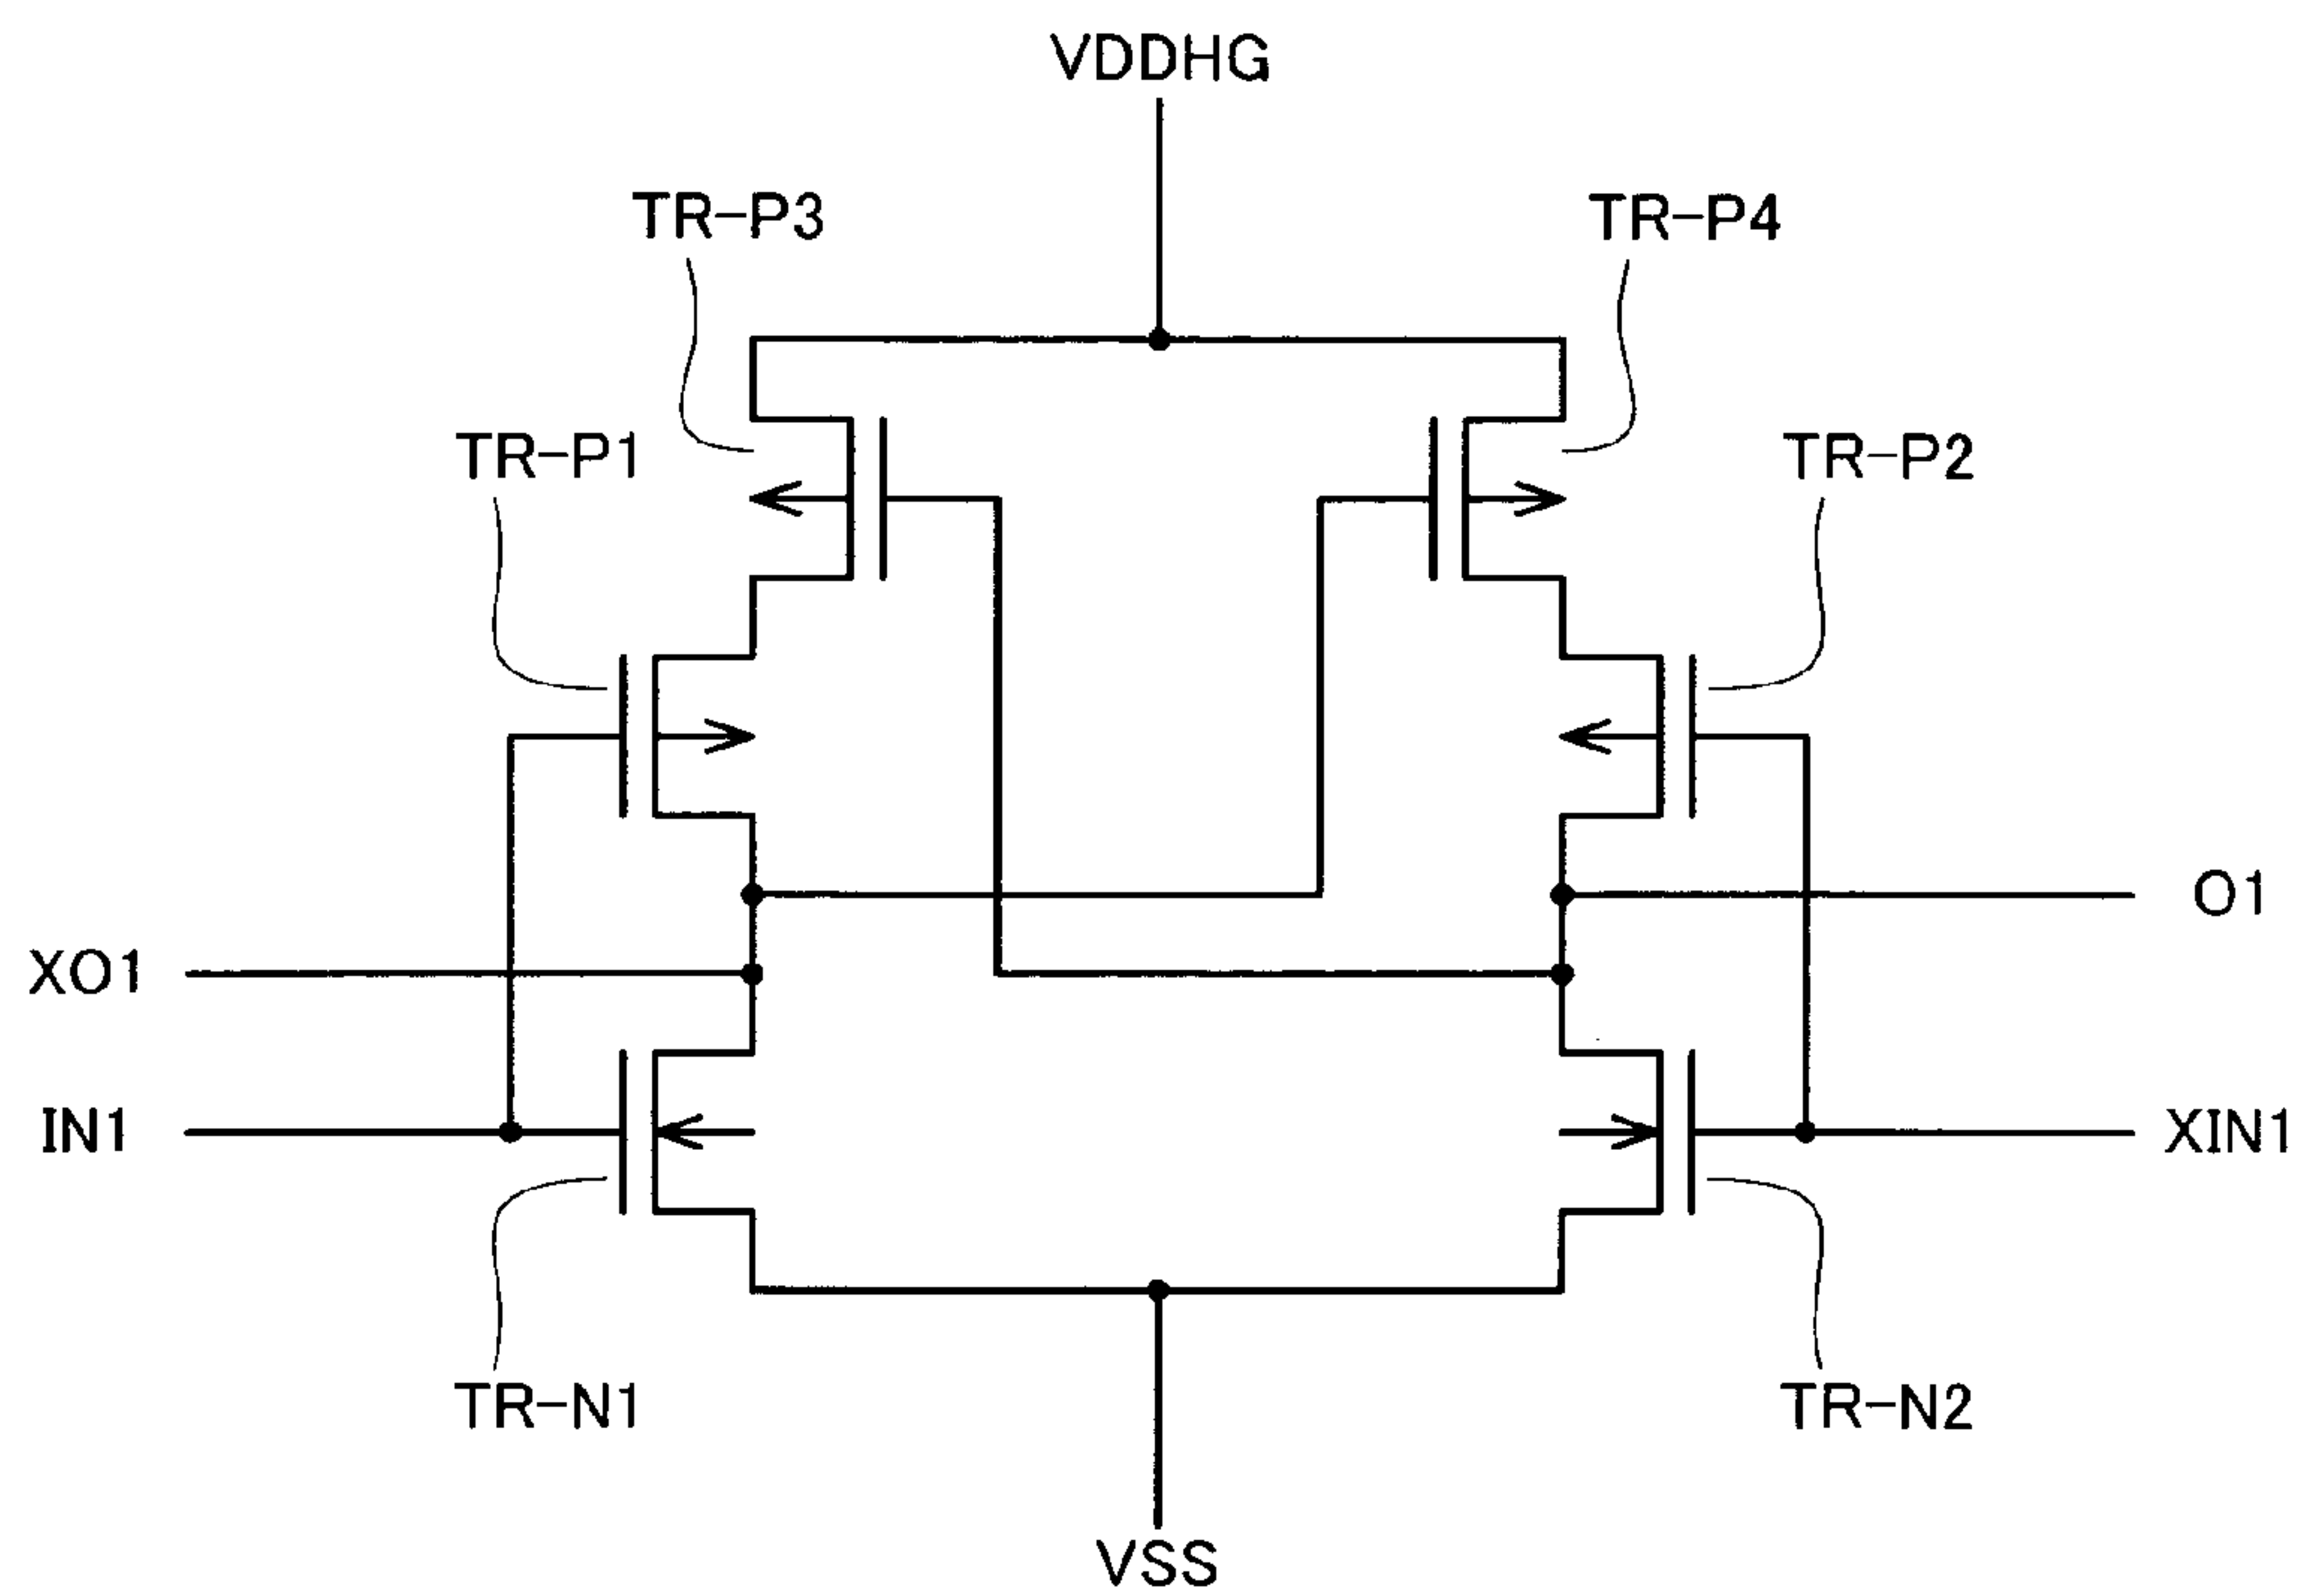 VDDHG
TR-P3
TR-P4
TR-P1
TR-P2
O1
XO1
IN1
XIN1
TR-N1
TR-N2
VSS